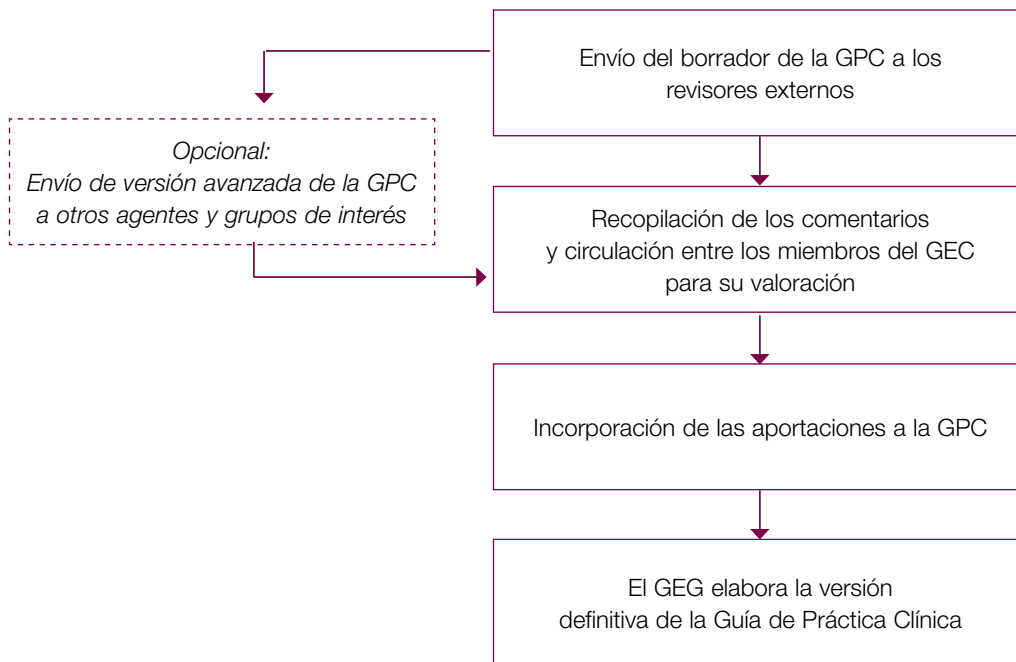 Envío del borrador de la GPC a los
revisores externos
Opcional:
Envío de versión avanzada de la GPC
a otros agentes y grupos de interés
Recopilación de los comentarios
y circulación entre los miembros del GEC
para su valoración
Incorporación de las aportaciones a la GPC
El GEG elabora la versión
definitiva de la Guía de Práctica Clínica